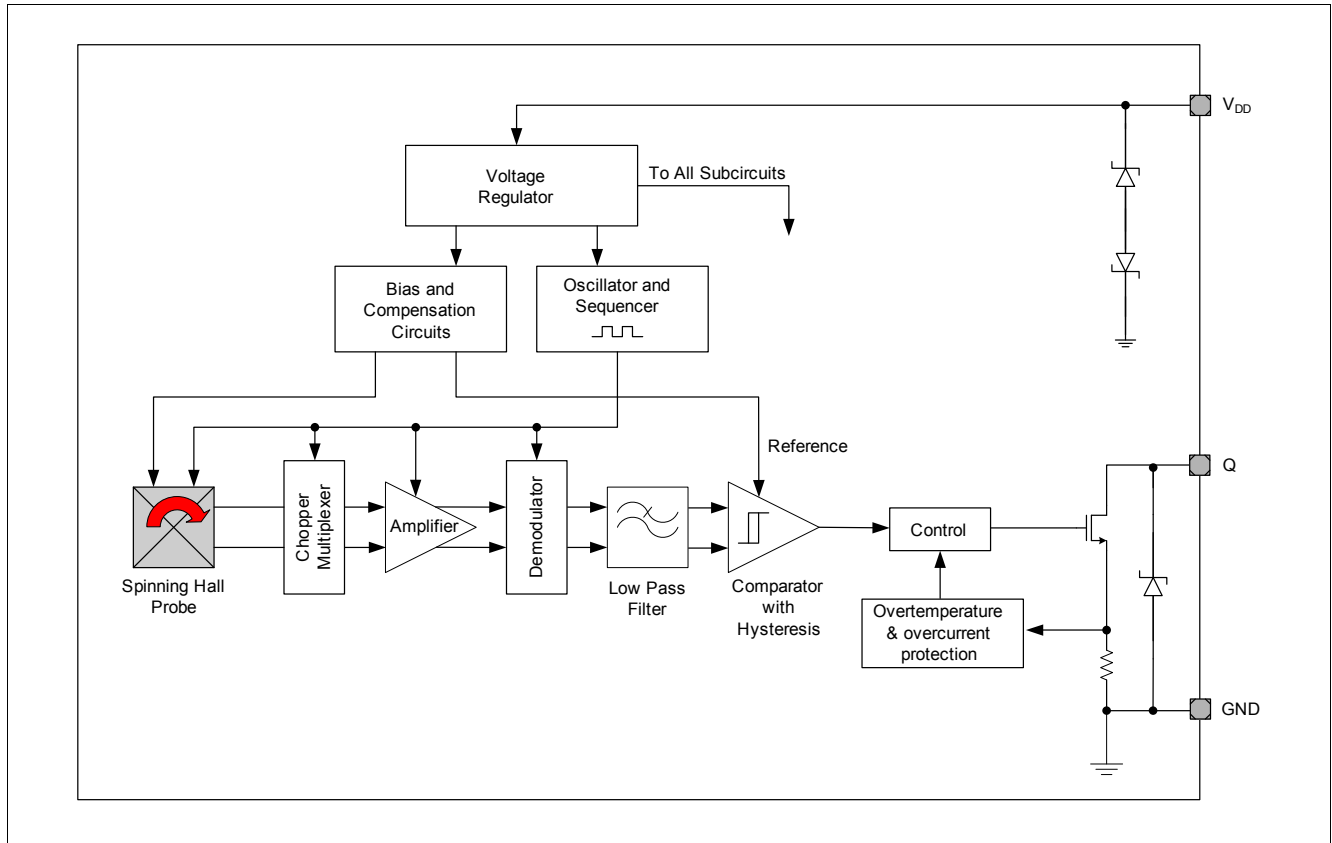 V_DD
Voltage
Regulator
To All Subcircuits
Bias and
Compensation
Circuits
Oscillator and
Sequencer
Reference
Q
Spinning Hall
Probe
Chopper
Multiplexer
Amplifier
Demodulator
Low Pass
Filter
Comparator
with
Hysteresis
Control
Overtemperature
& overcurrent
protection
GND